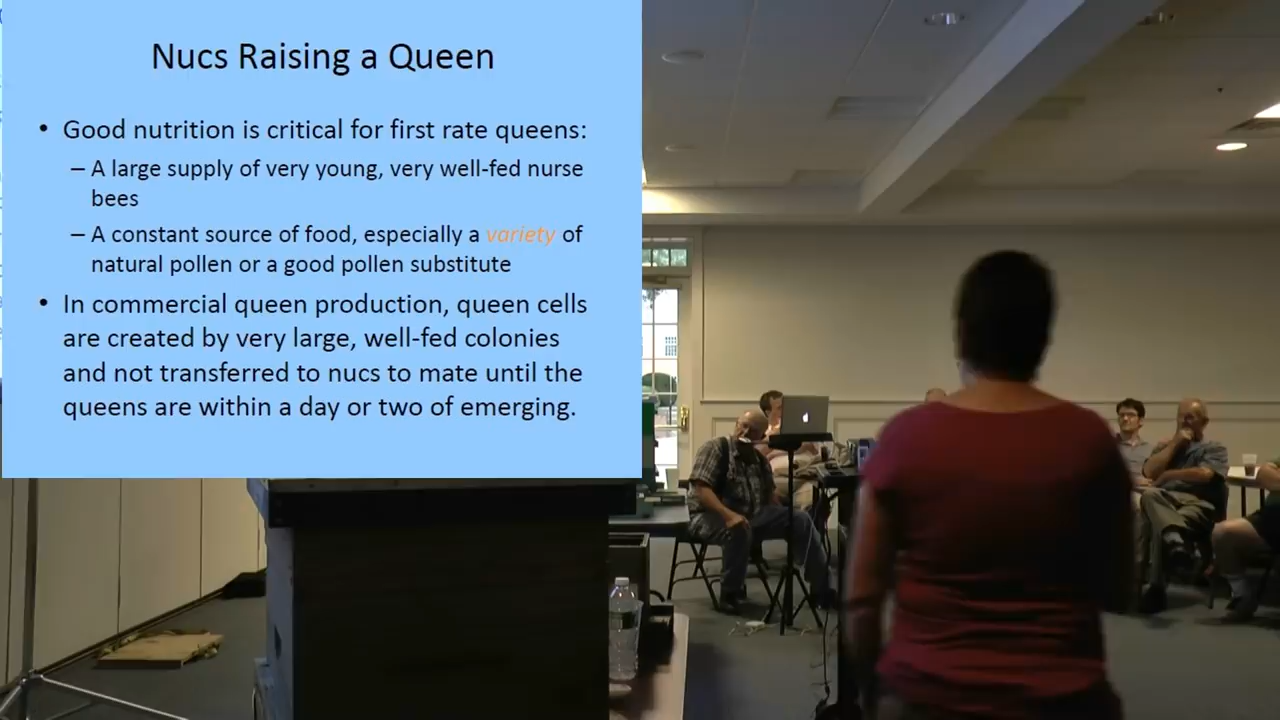 Nucs Raising a Queen
• Good nutrition is critical for first rate queens:
– A large supply of very young, very well-fed nurse
bees
– A constant source of food, especially a variety of
natural pollen or a good pollen substitute
• In commercial queen production, queen cells
are created by very large, well-fed colonies
and not transferred to nucs to mate until the
queens are within a day or two of emerging.